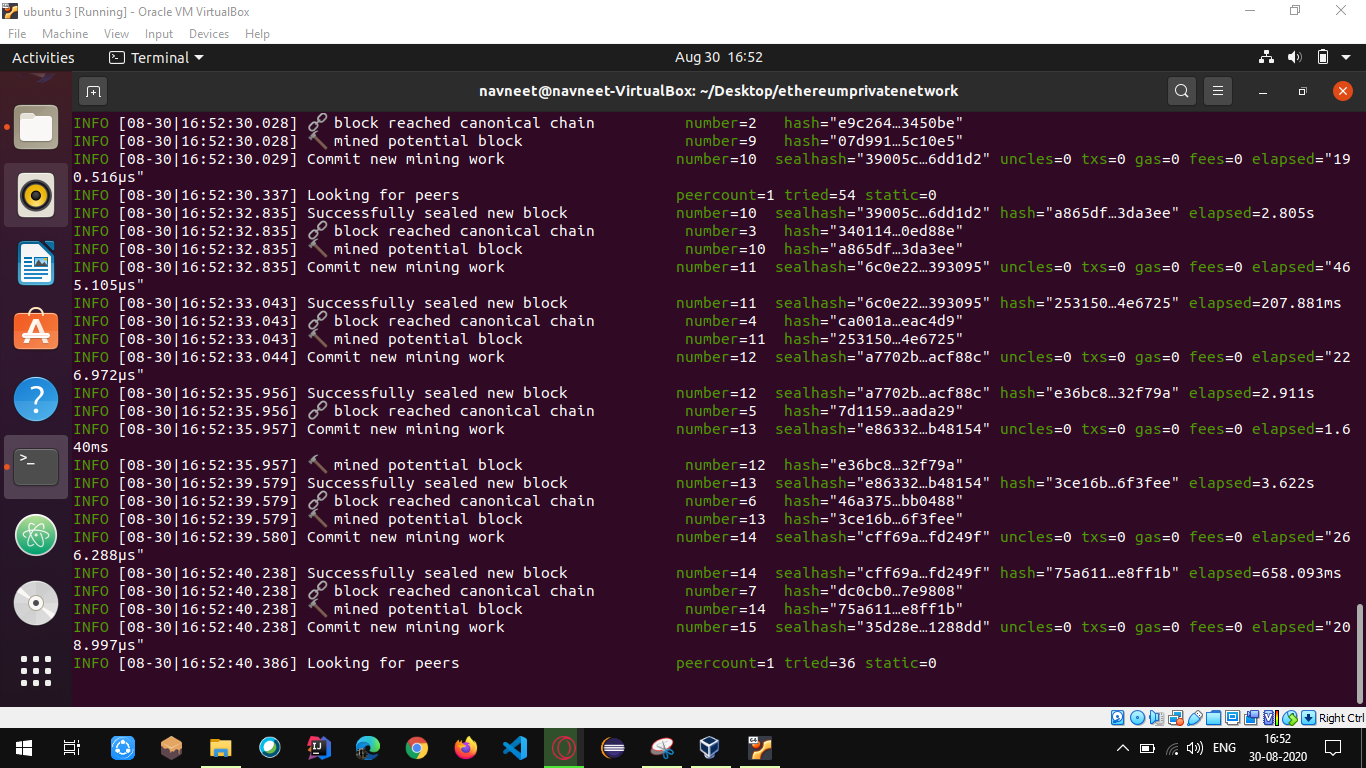 ubuntu 3 [Running] - Oracle VM VirtualBox
File Machine View Input Devices Help
Activities Terminal Aug 30 16:52
navneet@navneet-VirtualBox: ~/Desktop/ethereumprivatenetwork
INFO [08-30|16:52:30.028] 🔗 block reached canonical chain number=2 hash="e9c264…3450be"
INFO [08-30|16:52:30.028] 🔨 mined potential block number=9 hash="07d991…5c10e5"
INFO [08-30|16:52:30.029] Commit new mining work number=10 sealhash="39005c…6dd1d2" uncles=0 txs=0 gas=0 fees=0 elapsed="19
0.516µs"
INFO [08-30|16:52:30.337] Looking for peers peercount=1 tried=54 static=0
INFO [08-30|16:52:32.835] Successfully sealed new block number=10 sealhash="39005c…6dd1d2" hash="a865df…3da3ee" elapsed=2.805s
INFO [08-30|16:52:32.835] 🔗 block reached canonical chain number=3 hash="340114…0ed88e"
INFO [08-30|16:52:32.835] 🔨 mined potential block number=10 hash="a865df…3da3ee"
INFO [08-30|16:52:32.835] Commit new mining work number=11 sealhash="6c0e22…393095" uncles=0 txs=0 gas=0 fees=0 elapsed="46
5.105µs"
INFO [08-30|16:52:33.043] Successfully sealed new block number=11 sealhash="6c0e22…393095" hash="253150…4e6725" elapsed=207.881ms
INFO [08-30|16:52:33.043] 🔗 block reached canonical chain number=4 hash="ca001a…eac4d9"
INFO [08-30|16:52:33.043] 🔨 mined potential block number=11 hash="253150…4e6725"
INFO [08-30|16:52:33.044] Commit new mining work number=12 sealhash="a7702b…acf88c" uncles=0 txs=0 gas=0 fees=0 elapsed="22
6.972µs"
INFO [08-30|16:52:35.956] Successfully sealed new block number=12 sealhash="a7702b…acf88c" hash="e36bc8…32f79a" elapsed=2.911s
INFO [08-30|16:52:35.956] 🔗 block reached canonical chain number=5 hash="7d1159…aada29"
INFO [08-30|16:52:35.957] Commit new mining work number=13 sealhash="e86332…b48154" uncles=0 txs=0 gas=0 fees=0 elapsed=1.6
40ms
INFO [08-30|16:52:35.957] 🔨 mined potential block number=12 hash="e36bc8…32f79a"
INFO [08-30|16:52:39.579] Successfully sealed new block number=13 sealhash="e86332…b48154" hash="3ce16b…6f3fee" elapsed=3.622s
INFO [08-30|16:52:39.579] 🔗 block reached canonical chain number=6 hash="46a375…bb0488"
INFO [08-30|16:52:39.579] 🔨 mined potential block number=13 hash="3ce16b…6f3fee"
INFO [08-30|16:52:39.580] Commit new mining work number=14 sealhash="cff69a…fd249f" uncles=0 txs=0 gas=0 fees=0 elapsed="26
6.288µs"
INFO [08-30|16:52:40.238] Successfully sealed new block number=14 sealhash="cff69a…fd249f" hash="75a611…e8ff1b" elapsed=658.093ms
INFO [08-30|16:52:40.238] 🔗 block reached canonical chain number=7 hash="dc0cb0…7e9808"
INFO [08-30|16:52:40.238] 🔨 mined potential block number=14 hash="75a611…e8ff1b"
INFO [08-30|16:52:40.238] Commit new mining work number=15 sealhash="35d28e…1288dd" uncles=0 txs=0 gas=0 fees=0 elapsed="20
8.997µs"
INFO [08-30|16:52:40.386] Looking for peers peercount=1 tried=36 static=0
Right Ctrl
ENG 16:52
30-08-2020